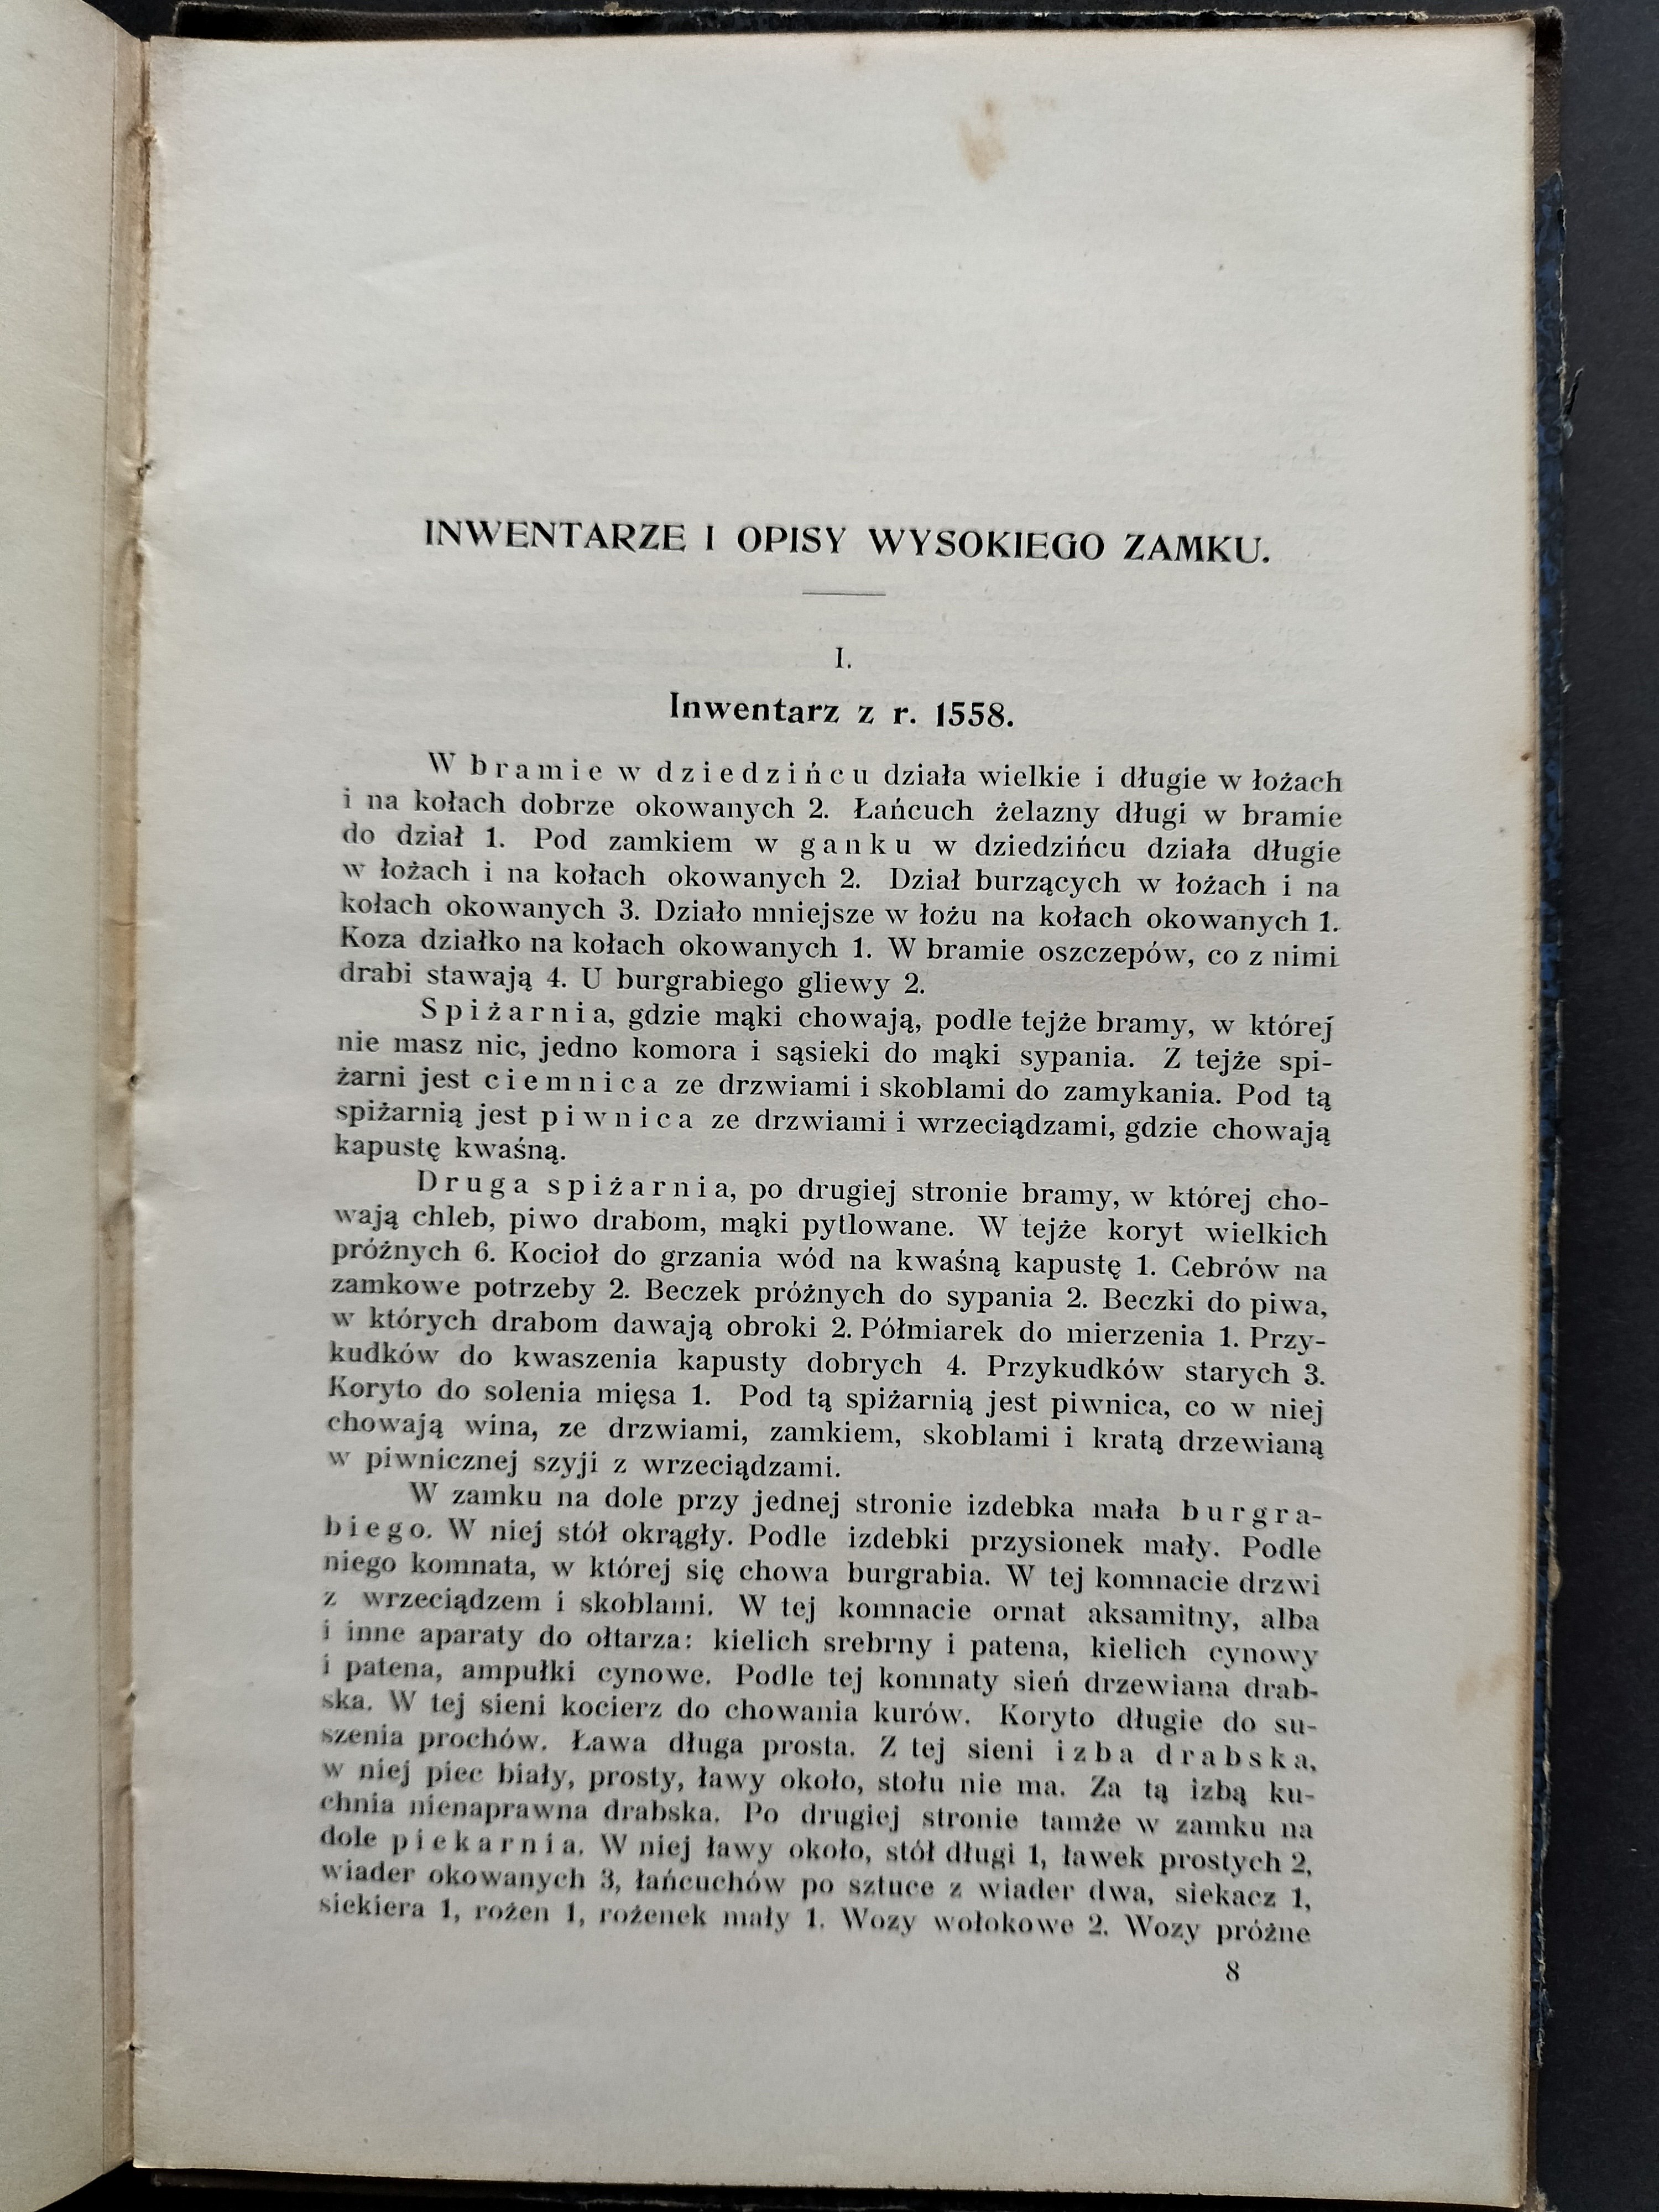 INWENTARZE I OPISY WYSOKIEGO ZAMKU.
I.
Inwentarz z r. 1558.
W bramie w dziedzińcu działa wielkie i długie w łożach
i na kołach dobrze okowanych 2. Łańcuch żelazny długi w bramie
do dział 1. Pod zamkiem w ganku w dziedzińcu działa długie
w łożach i na kołach okowanych 2. Dział burzących w łożach i na
kołach okowanych 3. Działo mniejsze w łożu na kołach okowanych 1.
Koza działko na kołach okowanych 1. W bramie oszczepów, co z nimi
drabi stawają 4. U burgrabiego gliewy 2.
Spiżarnia, gdzie mąki chowają, podle tejże bramy, w której
nie masz nic, jedno komora i sąsieki do mąki sypania. Z tejże spi-
żarni jest ciemnica ze drzwiami i skoblami do zamykania. Pod tą
spiżarnią jest piwnica ze drzwiami i wrzeciądzami, gdzie chowają
kapustę kwaśną.
Druga spiżarnia, po drugiej stronie bramy, w której cho-
wają chleb, piwo drabom, mąki pytlowane. W tejże koryt wielkich
próżnych 6. Kocioł do grzania wód na kwaśną kapustę 1. Cebrów na
zamkowe potrzeby 2. Beczek próżnych do sypania 2. Beczki do piwa,
w których drabom dawają obroki 2. Półmiarek do mierzenia 1. Przy-
kudków do kwaszenia kapusty dobrych 4. Przykudków starych 3.
Koryto do solenia mięsa 1. Pod tą spiżarnią jest piwnica, co w niej
chowają wina, ze drzwiami, zamkiem, skoblami i kratą drzewianą
w piwnicznej szyji z wrzeciądzami.
W zamku na dole przy jednej stronie izdebka mała burgra-
biego. W niej stół okrągły. Podle izdebki przysionek mały. Podle
niego komnata, w której się chowa burgrabia. W tej komnacie drzwi
z wrzeciądzem i skoblami. W tej komnacie ornat aksamitny, alba
i inne aparaty do ołtarza: kielich srebrny i patena, kielich cynowy
i patena, ampułki cynowe. Podle tej komnaty sień drzewiana drab-
ska. W tej sieni kocierz do chowania kurów. Koryto długie do su-
szenia prochów. Ława długa prosta. Z tej sieni izba drabska,
w niej piec biały, prosty, ławy około, stołu nie ma. Za tą izbą ku-
chnia nienaprawna drabska. Po drugiej stronie tamże w zamku na
dole piekarnia. W niej ławy około, stół długi 1, ławek prostych 2,
wiader okowanych 3, łańcuchów po sztuce z wiader dwa, siekacz 1,
siekiera 1, rożen 1, rożenek mały 1. Wozy wołokowe 2. Wozy próżne
8